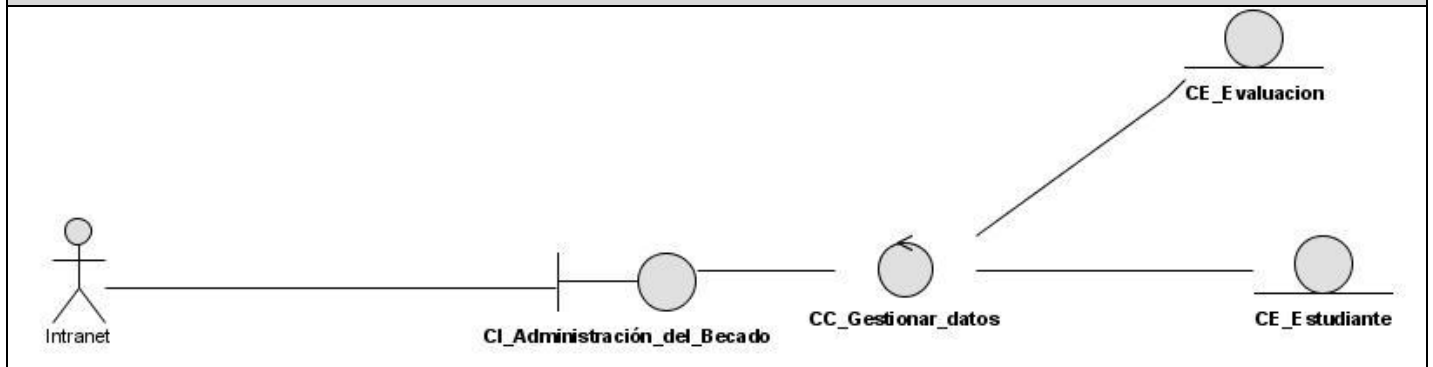 CE_Evaluacion
Intranet
CI_Administración_del_Becado
CC_Gestionar_datos
CE_Estudiante